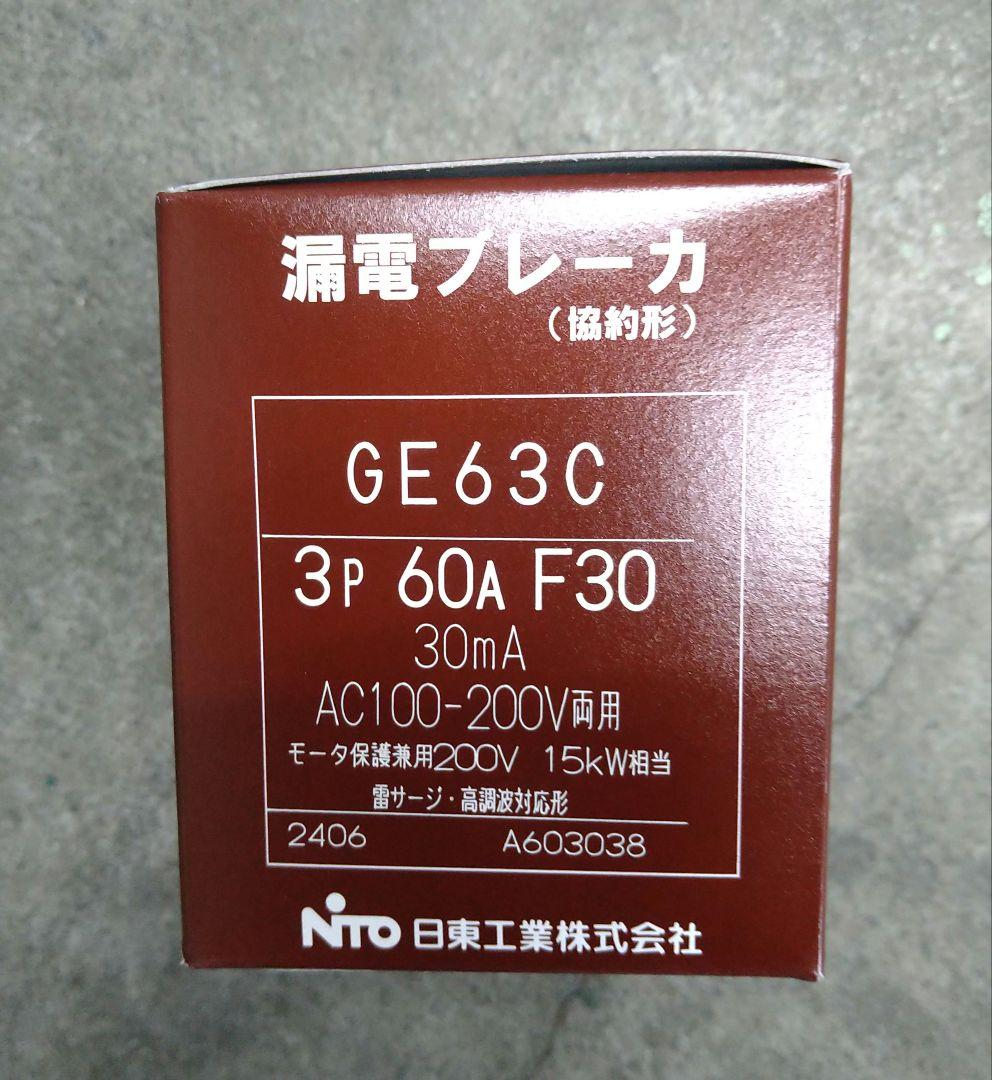 漏電ブレーカ
（協約形）
GE63C
3P 60A F30
30mA
AC100-200V両用
モータ保護兼用200V 15kW相当
雷サージ・高調波対応形
2406 A603038
NITO 日東工業株式会社